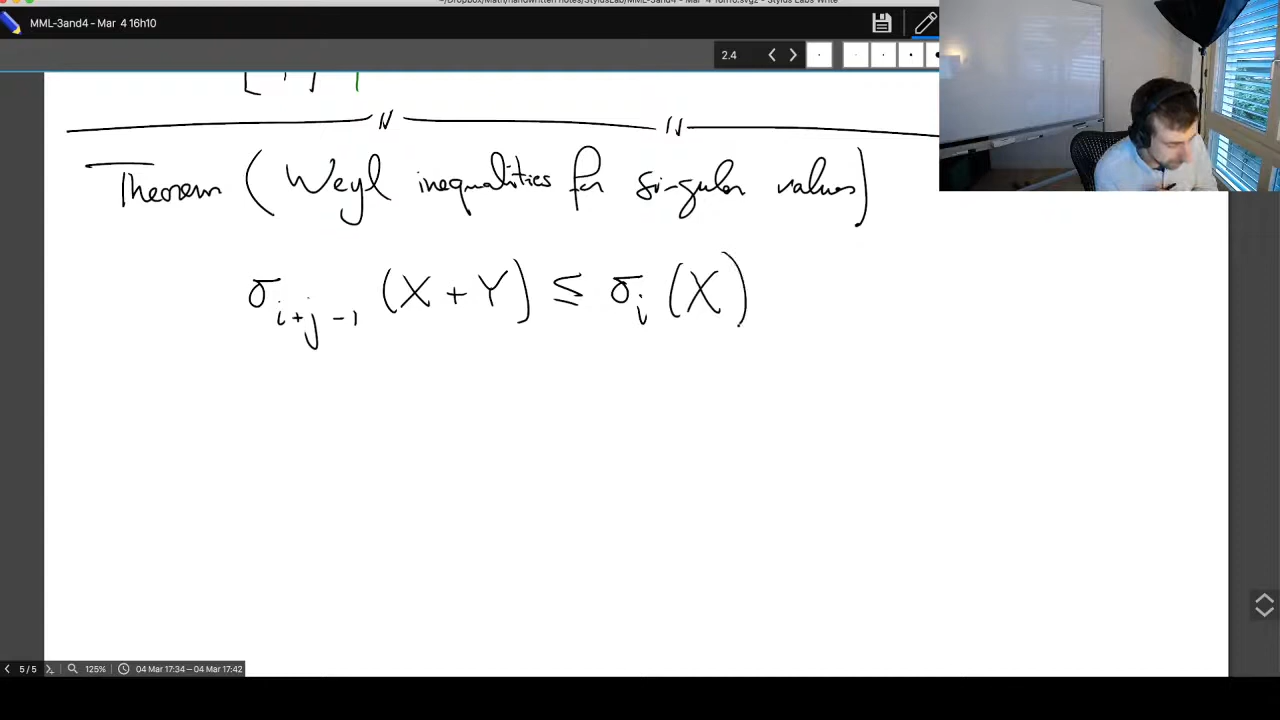 MML-3and4 - Mar 4 16h10
2.4
Theorem (Weyl inequalities for singular values)
σ_{i+j-1} (X+Y) ≤ σ_i (X)
5/5 125% 04 Mar 17:34 – 04 Mar 17:42